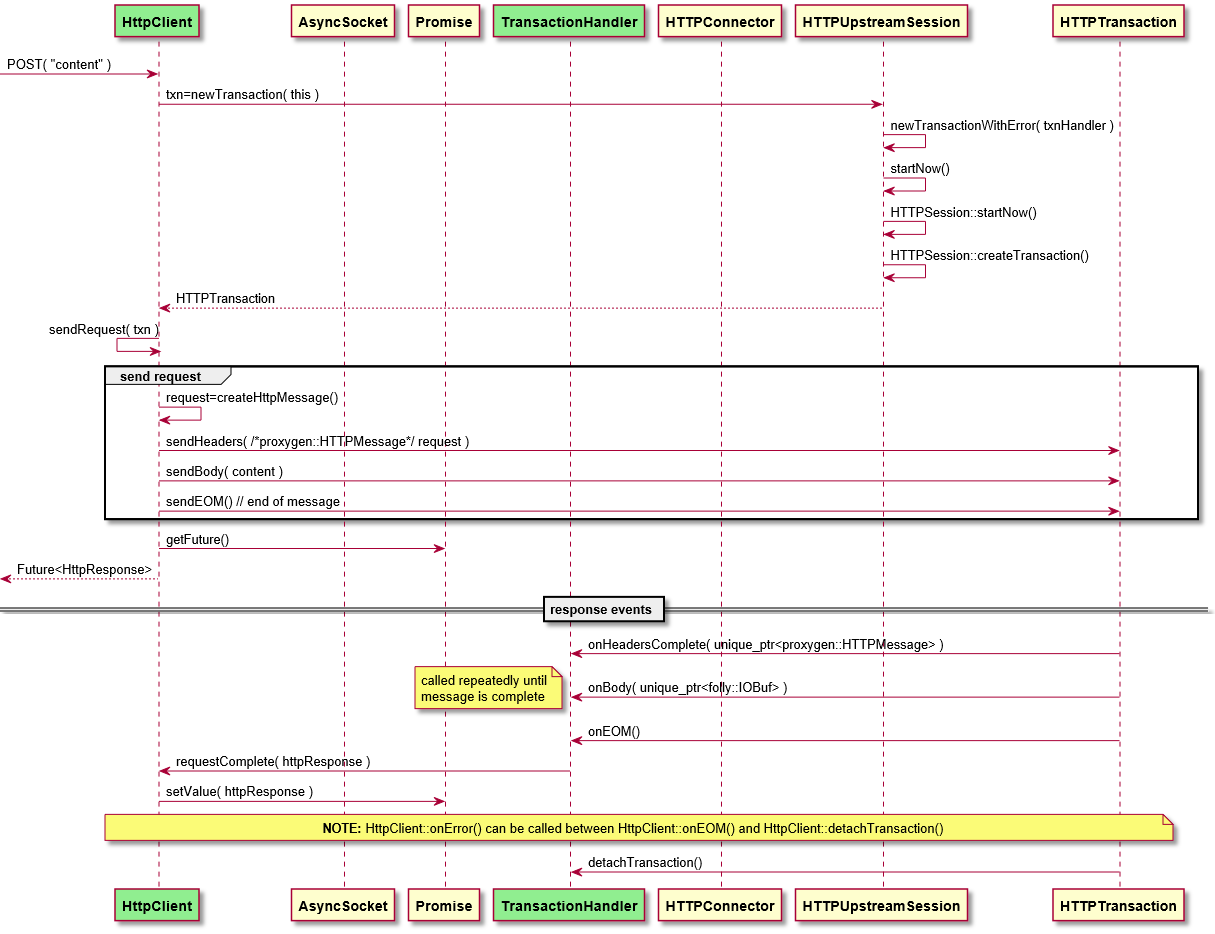 HttpClient AsyncSocket Promise TransactionHandler HTTPConnector HTTPUpstreamSession HTTPTransaction
POST( "content" )
txn=newTransaction( this )
newTransactionWithError( txnHandler )
startNow()
HTTPSession::startNow()
HTTPSession::createTransaction()
HTTPTransaction
sendRequest( txn )
send request
request=createHttpMessage()
sendHeaders( /*proxygen::HTTPMessage*/ request )
sendBody( content )
sendEOM() // end of message
getFuture()
Future<HttpResponse>
response events
onHeadersComplete( unique_ptr<proxygen::HTTPMessage> )
called repeatedly until
message is complete
onBody( unique_ptr<folly::IOBuf> )
onEOM()
requestComplete( httpResponse )
setValue( httpResponse )
NOTE: HttpClient::onError() can be called between HttpClient::onEOM() and HttpClient::detachTransaction()
detachTransaction()
HttpClient AsyncSocket Promise TransactionHandler HTTPConnector HTTPUpstreamSession HTTPTransaction